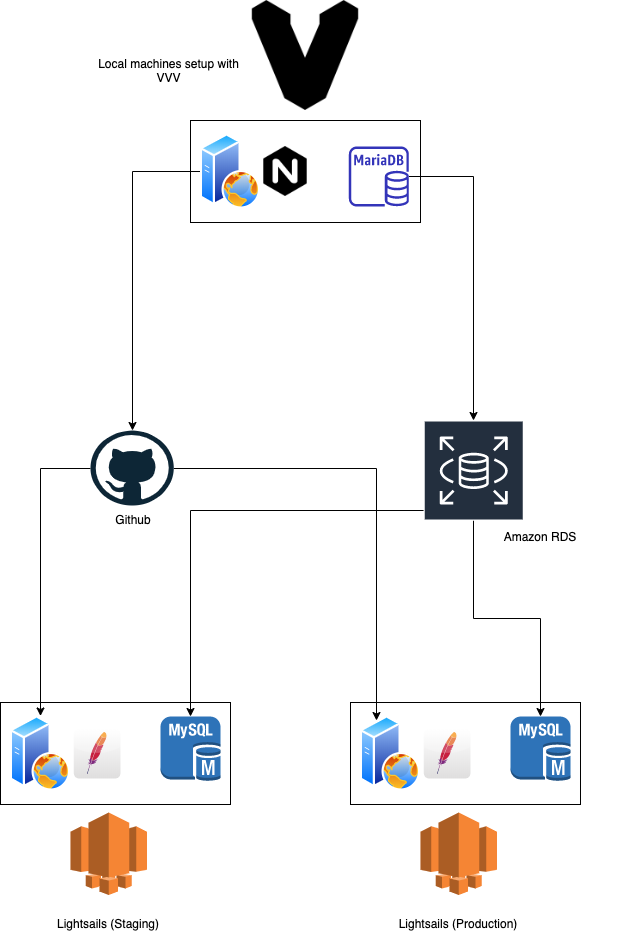 Local machines setup with
VVV
N
MariaDB
Github
Amazon RDS
MySQL
M
MySQL
M
Lightsails (Staging)
Lightsails (Production)